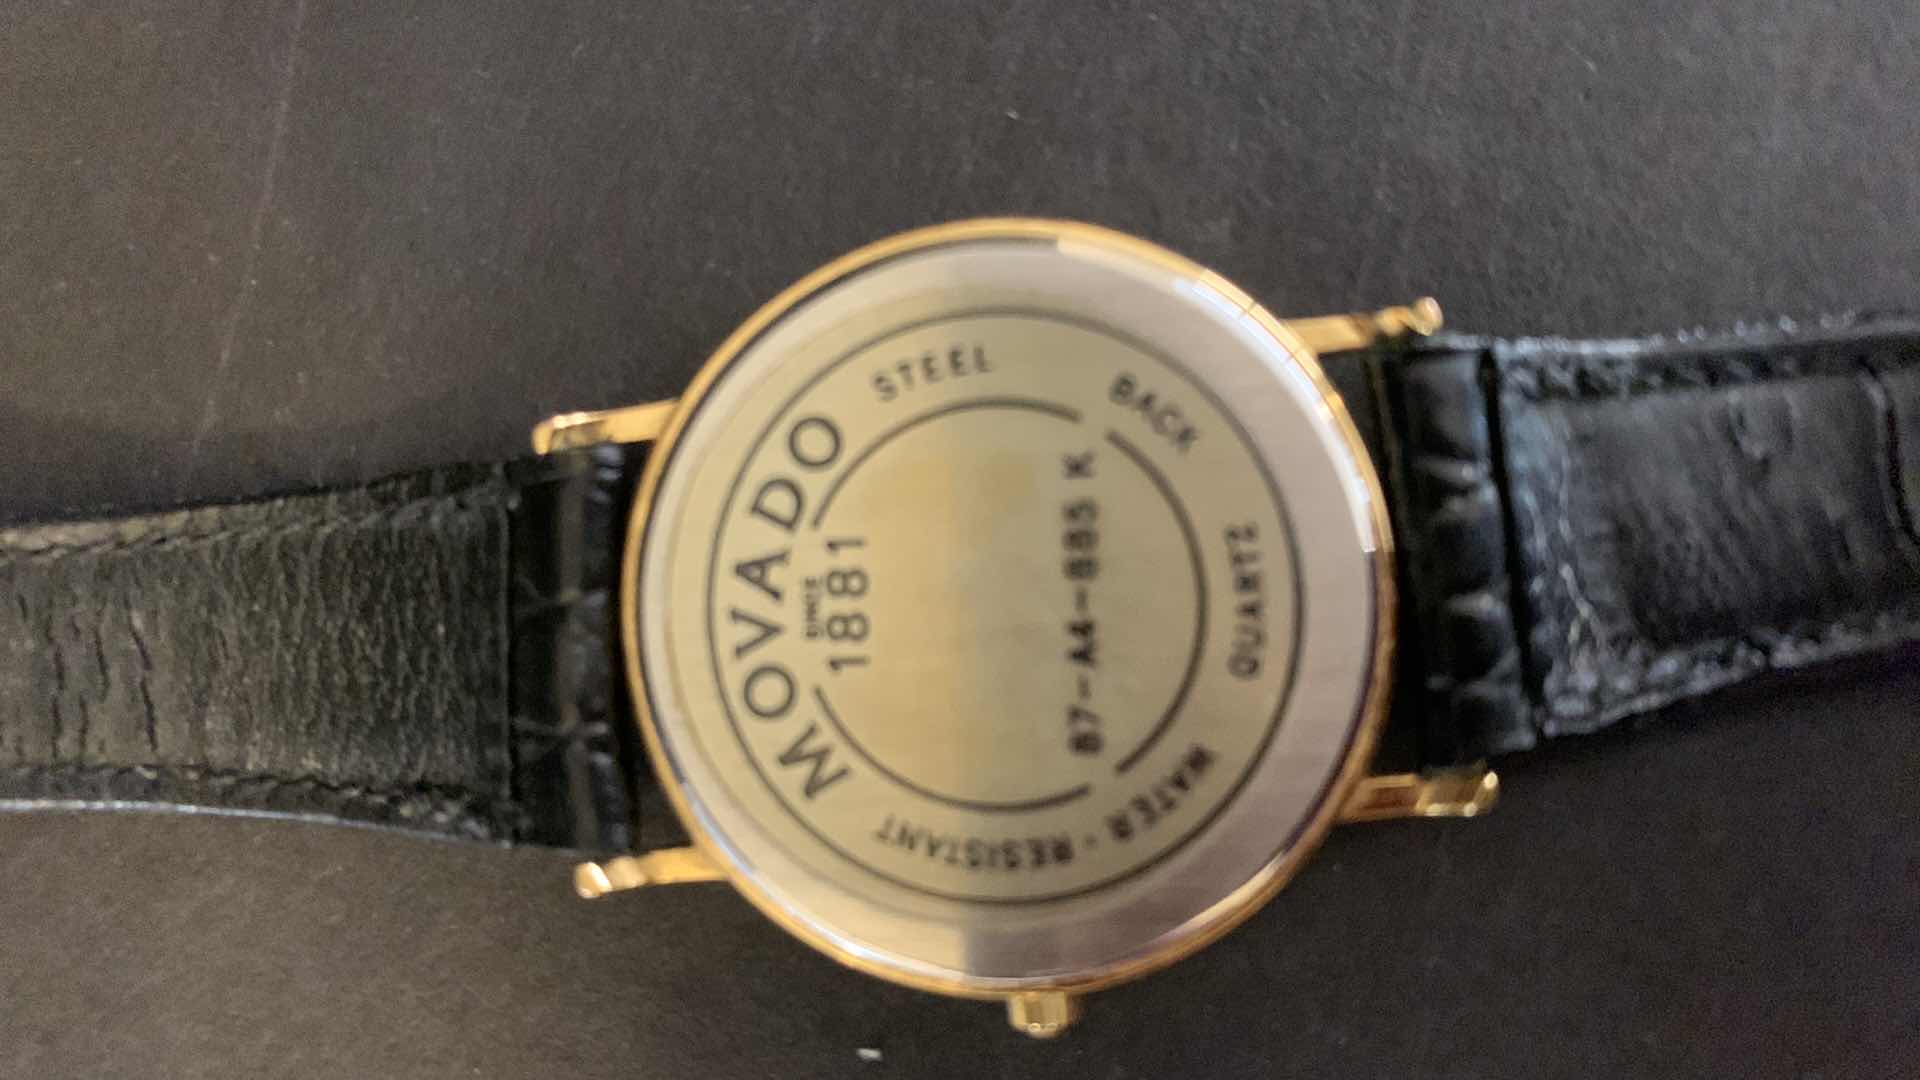 MOVADO
SINCE
1881
STEEL BACK
87-A4-885 K
QUARTZ
WATER-RESISTANT